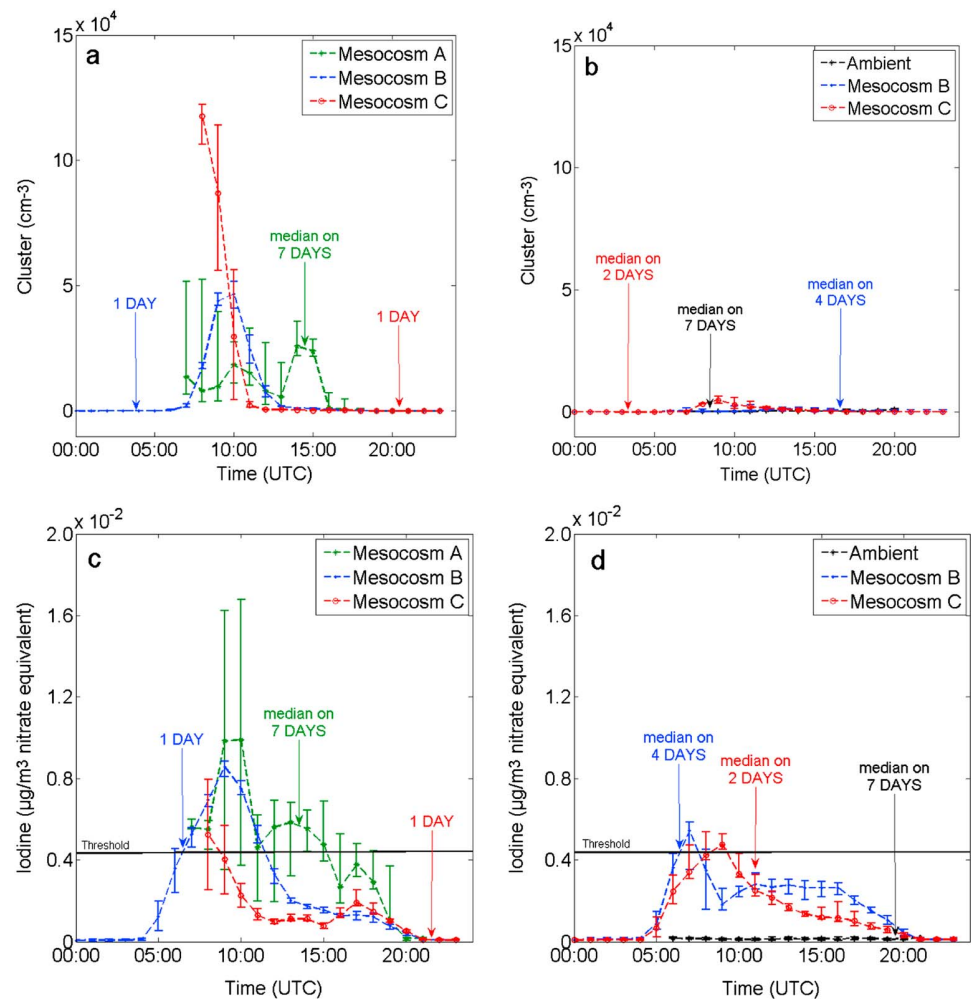 15 x 10⁴
a
Mesocosm A
Mesocosm B
Mesocosm C
10
5
0
Cluster (cm-3)
median on
7 DAYS
1 DAY
1 DAY
00:00 05:00 10:00 15:00 20:00
Time (UTC)
15 x 10⁴
b
Ambient
Mesocosm B
Mesocosm C
10
5
0
Cluster (cm-3)
median on
2 DAYS
median on
7 DAYS
median on
4 DAYS
00:00 05:00 10:00 15:00 20:00
Time (UTC)
2.0 x 10⁻²
c
Mesocosm A
Mesocosm B
Mesocosm C
1.6
1.2
0.8
0.4
0
Iodine (µg/m³ nitrate equivalent)
1 DAY
median on
7 DAYS
Threshold
1 DAY
00:00 05:00 10:00 15:00 20:00
Time (UTC)
2.0 x 10⁻²
d
Ambient
Mesocosm B
Mesocosm C
1.6
1.2
0.8
0.4
0
Iodine (µg/m³ nitrate equivalent)
median on
4 DAYS
median on
2 DAYS
median on
7 DAYS
Threshold
00:00 05:00 10:00 15:00 20:00
Time (UTC)